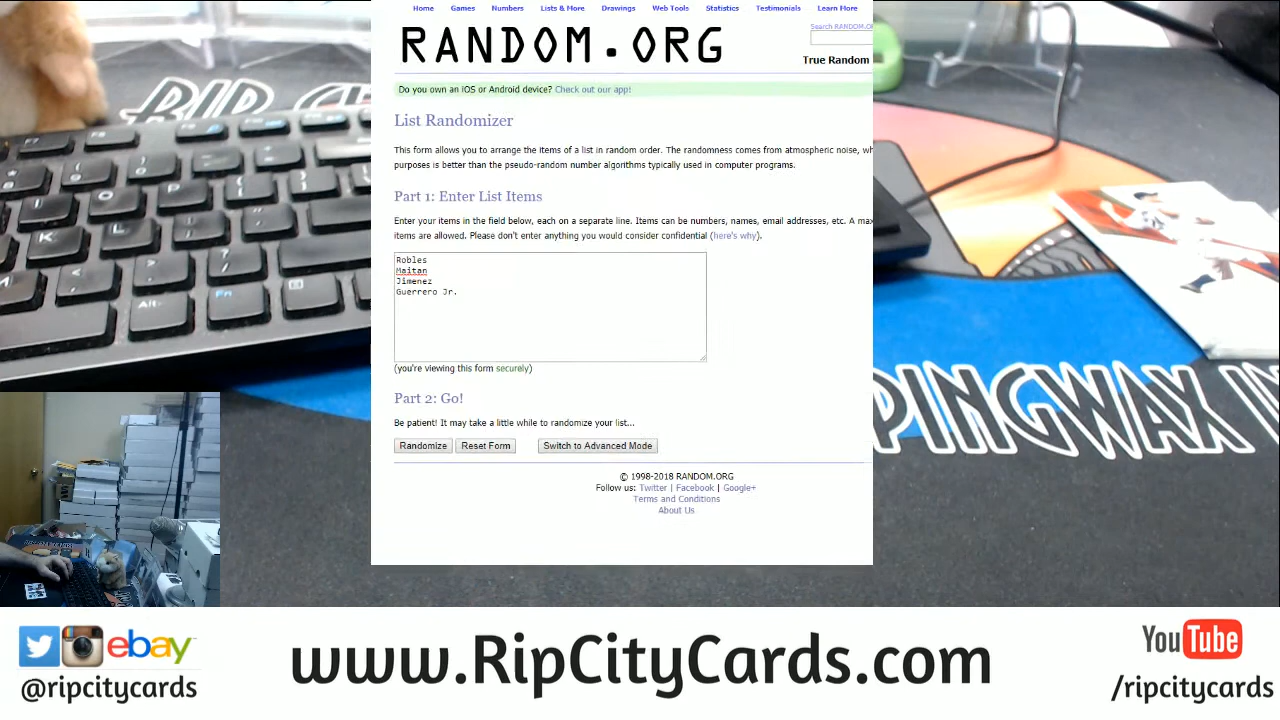 Home Games Numbers Lists & More Drawings Web Tools Statistics Testimonials Learn More
RANDOM.ORG
Search RANDOM.OR
True Random
Do you own an iOS or Android device? Check out our app!
List Randomizer
This form allows you to arrange the items of a list in random order. The randomness comes from atmospheric noise, wh
purposes is better than the pseudo-random number algorithms typically used in computer programs.
Part 1: Enter List Items
Enter your items in the field below, each on a separate line. Items can be numbers, names, email addresses, etc. A max
items are allowed. Please don't enter anything you would consider confidential (here's why).
Robles
Maitan
Jimenez
Guerrero Jr.
(you're viewing this form securely)
Part 2: Go!
Be patient! It may take a little while to randomize your list...
Randomize Reset Form Switch to Advanced Mode
© 1998-2018 RANDOM.ORG
Follow us: Twitter | Facebook | Google+
Terms and Conditions
About Us
RIP
PINGWAX
K
L
Alt
Fn
ebay
@ripcitycards
www.RipCityCards.com
YouTube
/ripcitycards